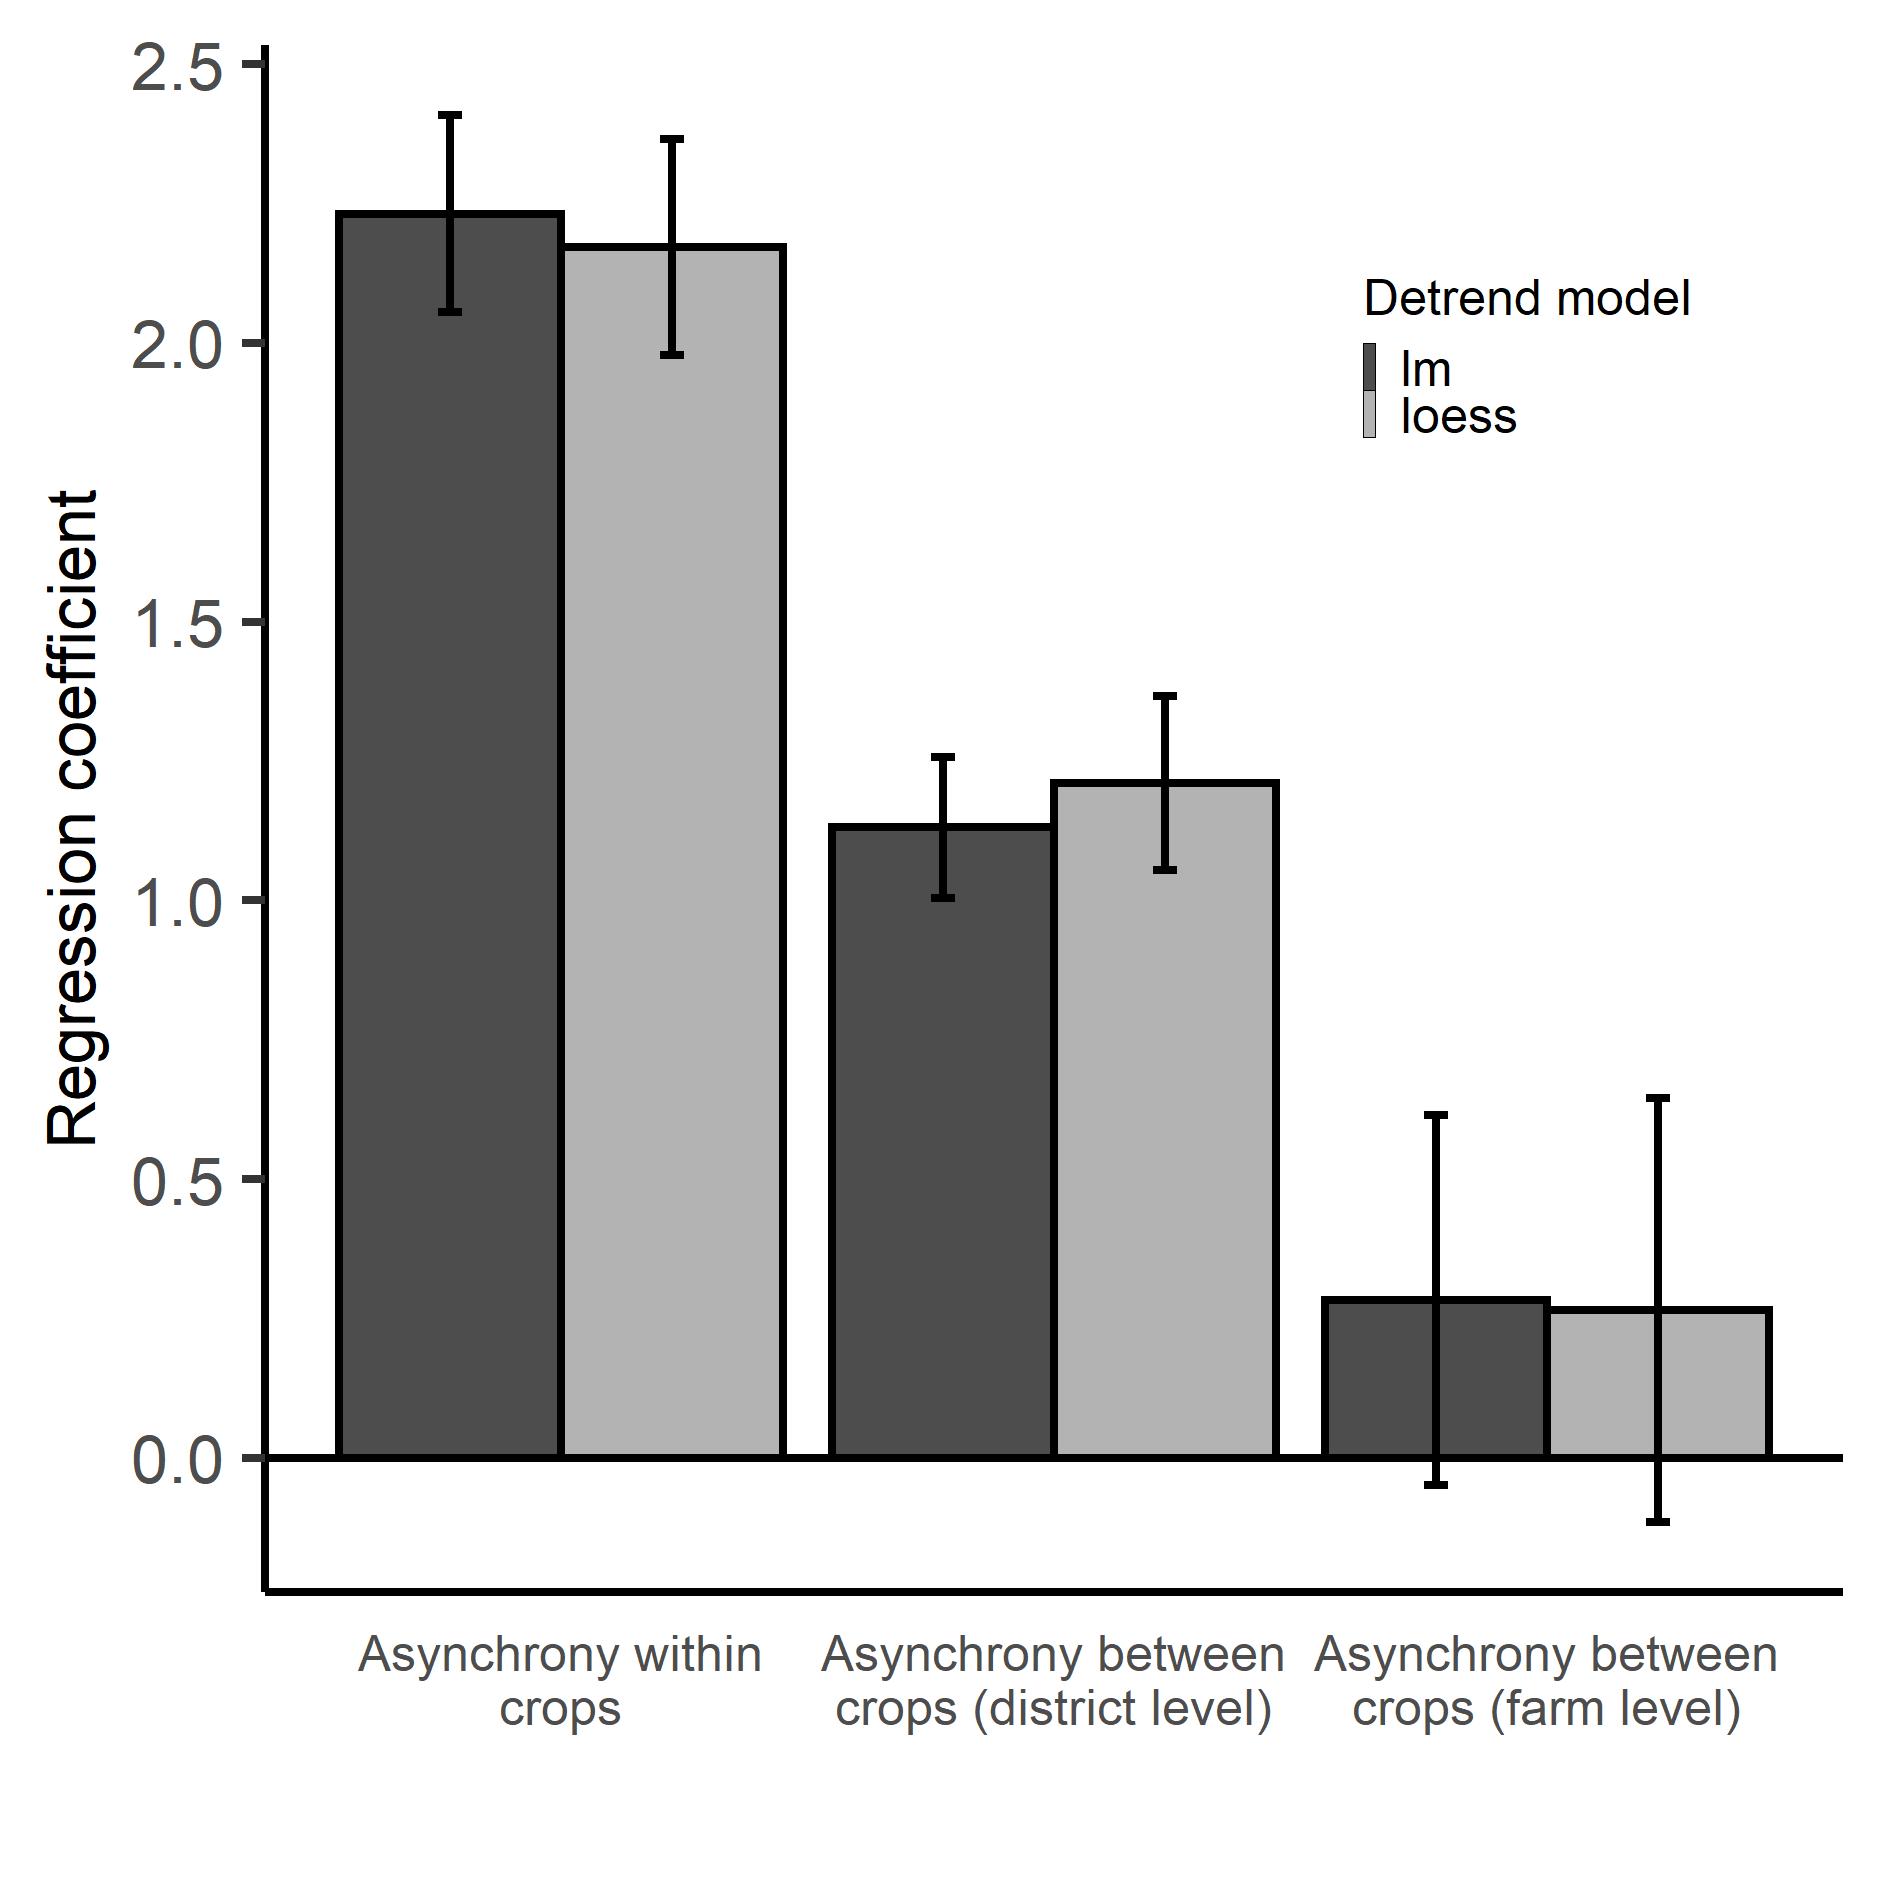 2.5
2.0
1.5
1.0
0.5
0.0
Regression coefficient
Detrend model
lm
loess
Asynchrony within
crops
Asynchrony between
crops (district level)
Asynchrony between
crops (farm level)